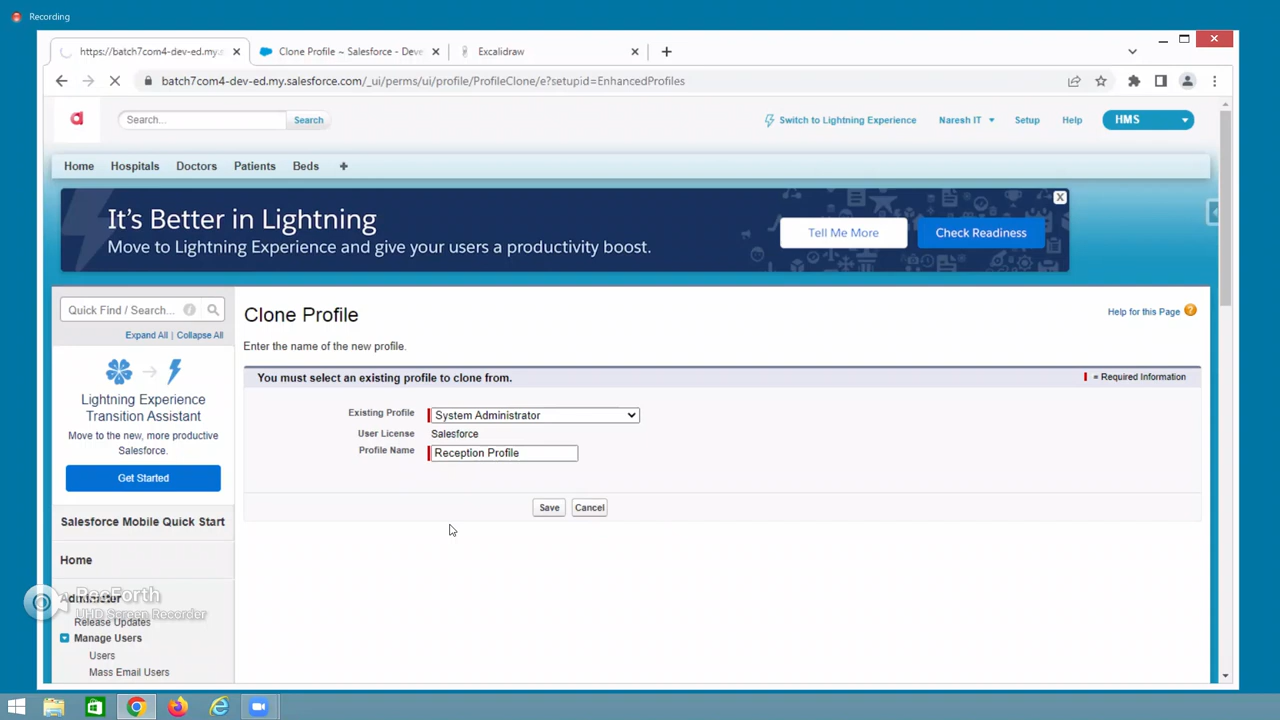 Recording
https://batch7com4-dev-ed.my.s
Clone Profile ~ Salesforce - Deve
Excalidraw
batch7com4-dev-ed.my.salesforce.com/_ui/perms/ui/profile/ProfileClone/e?setupid=EnhancedProfiles
Search...
Search
Switch to Lightning Experience
Naresh IT
Setup
Help
HMS
Home
Hospitals
Doctors
Patients
Beds
It's Better in Lightning
Move to Lightning Experience and give your users a productivity boost.
Tell Me More
Check Readiness
Quick Find / Search...
Expand All | Collapse All
Lightning Experience
Transition Assistant
Move to the new, more productive
Salesforce.
Get Started
Salesforce Mobile Quick Start
Home
Administer
Release Updates
Manage Users
Users
Mass Email Users
Clone Profile
Help for this Page
Enter the name of the new profile.
You must select an existing profile to clone from.
= Required Information
Existing Profile
System Administrator
User License
Salesforce
Profile Name
Reception Profile
Save
Cancel
RecForth
UHD Screen Recorder